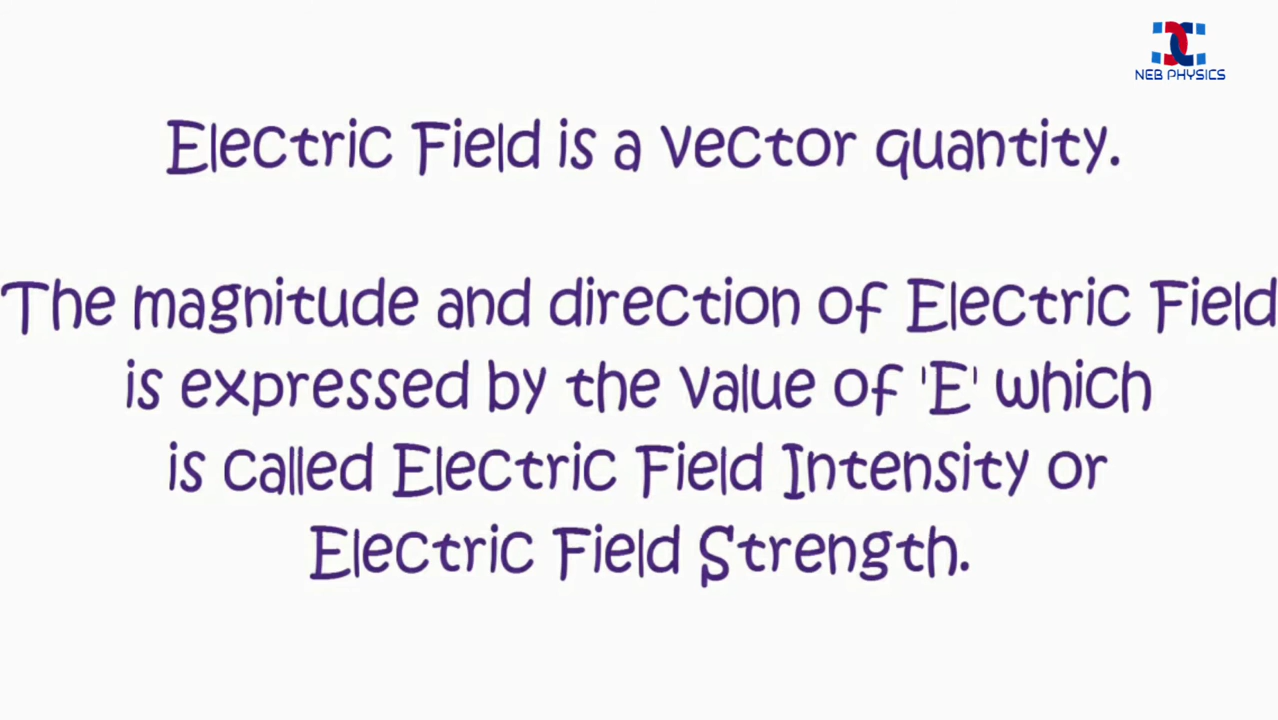 NEB PHYSICS
Electric Field is a vector quantity.
The magnitude and direction of Electric Field
is expressed by the value of 'E' which
is called Electric Field Intensity or
Electric Field Strength.